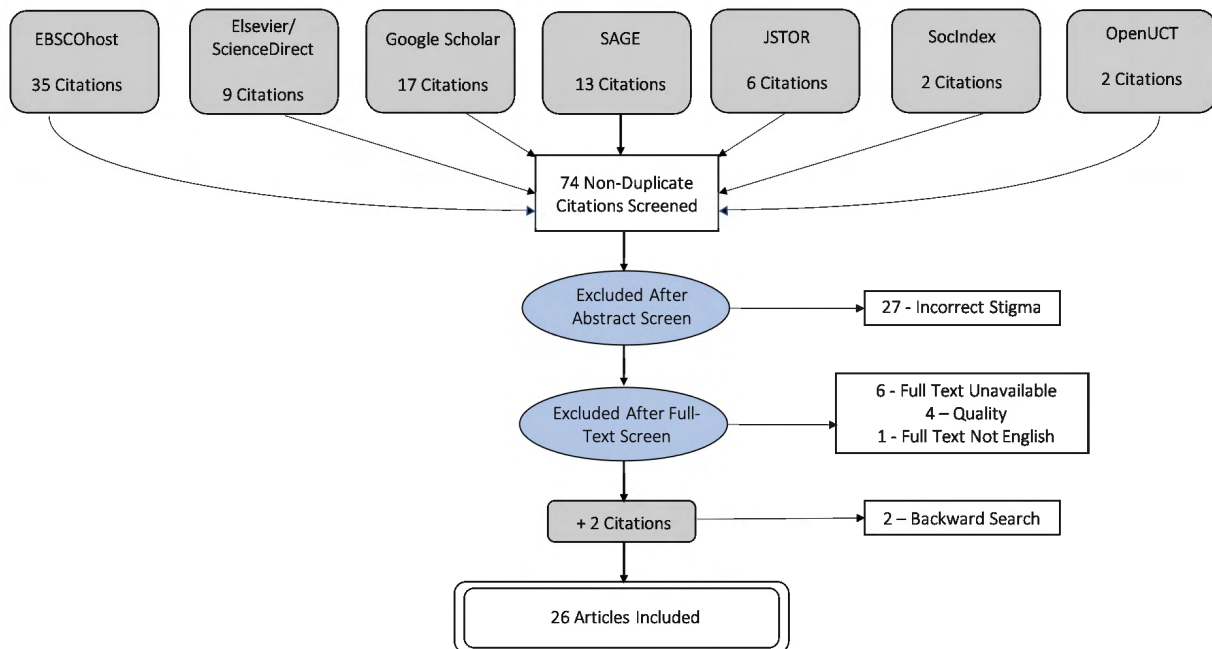 EBSCOhost
35 Citations
Elsevier/
ScienceDirect
9 Citations
Google Scholar
17 Citations
SAGE
13 Citations
JSTOR
6 Citations
SocIndex
2 Citations
OpenUCT
2 Citations
74 Non-Duplicate
Citations Screened
Excluded After
Abstract Screen
27 - Incorrect Stigma
Excluded After Full-
Text Screen
6 - Full Text Unavailable
4 – Quality
1 - Full Text Not English
+ 2 Citations
2 – Backward Search
26 Articles Included